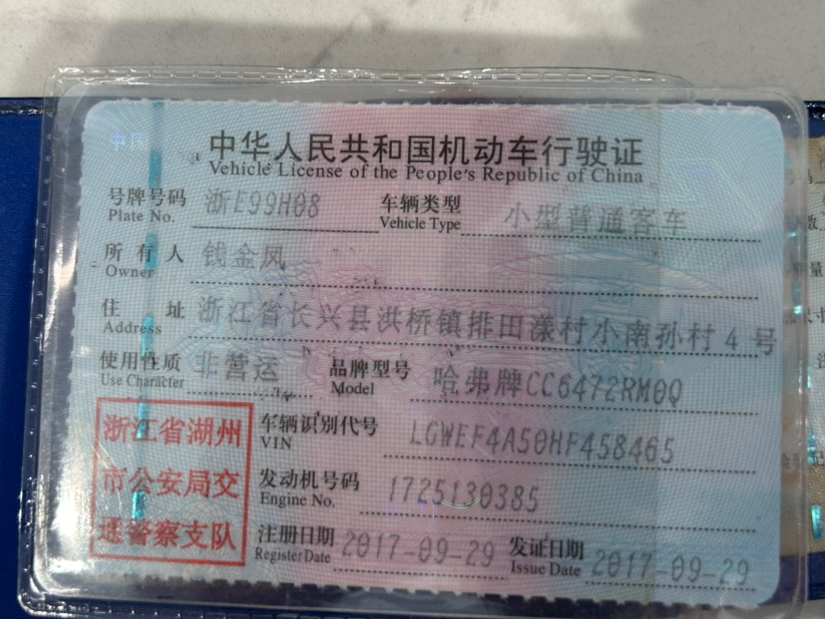 中国
中华人民共和国机动车行驶证
Vehicle License of the People's Republic of China
号牌号码 浙E99H08 车辆类型 小型普通客车
Plate No. Vehicle Type
所有人 钱金凤
Owner
住址 浙江省长兴县洪桥镇排田漾村小南孙村4号
Address
使用性质 非营运 品牌型号 哈弗牌CC6472RM0Q
Use Character Model
浙江省湖州
市公安局交
通警察支队
车辆识别代号 LGWEF4A50HF458465
VIN
发动机号码 1725130385
Engine No.
注册日期 2017-09-29 发证日期 2017-09-29
Register Date Issue Date